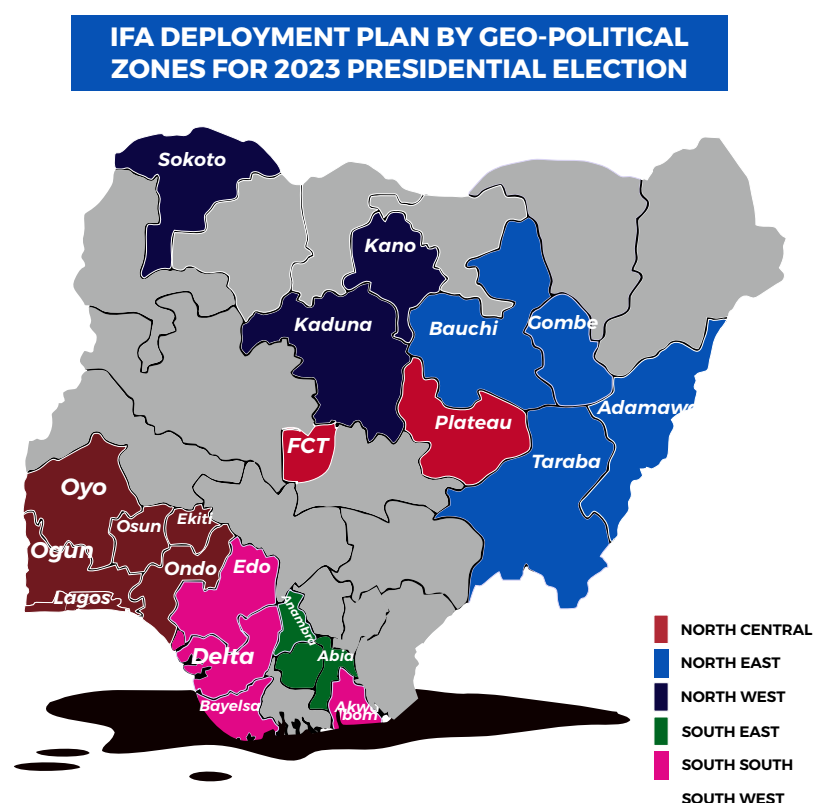 IFA DEPLOYMENT PLAN BY GEO-POLITICAL
ZONES FOR 2023 PRESIDENTIAL ELECTION
Sokoto
Kano
Kaduna
Bauchi
Gombe
Adamawa
Plateau
FCT
Taraba
Oyo
Osun
Ekiti
Ogun
Edo
Ondo
Lagos
Anambra
Delta
Abia
Bayelsa
Akwa
Ibom
NORTH CENTRAL
NORTH EAST
NORTH WEST
SOUTH EAST
SOUTH SOUTH
SOUTH WEST